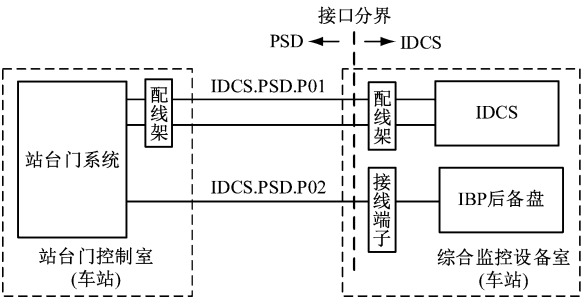 接口分界
PSD
IDCS
IDCS.PSD.P01
配线架
配线架
IDCS
站台门系统
IDCS.PSD.P02
接线端子
IBP后备盘
站台门控制室
(车站)
综合监控设备室
(车站)